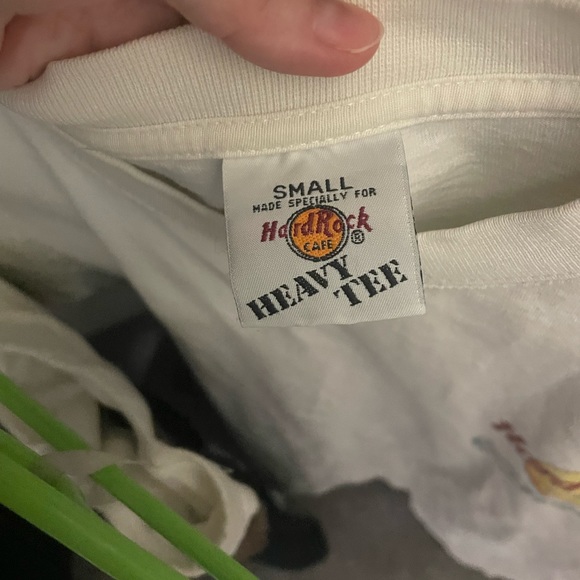 SMALL
MADE SPECIALLY FOR
HardRock ®
CAFE
HEAVY
TEE